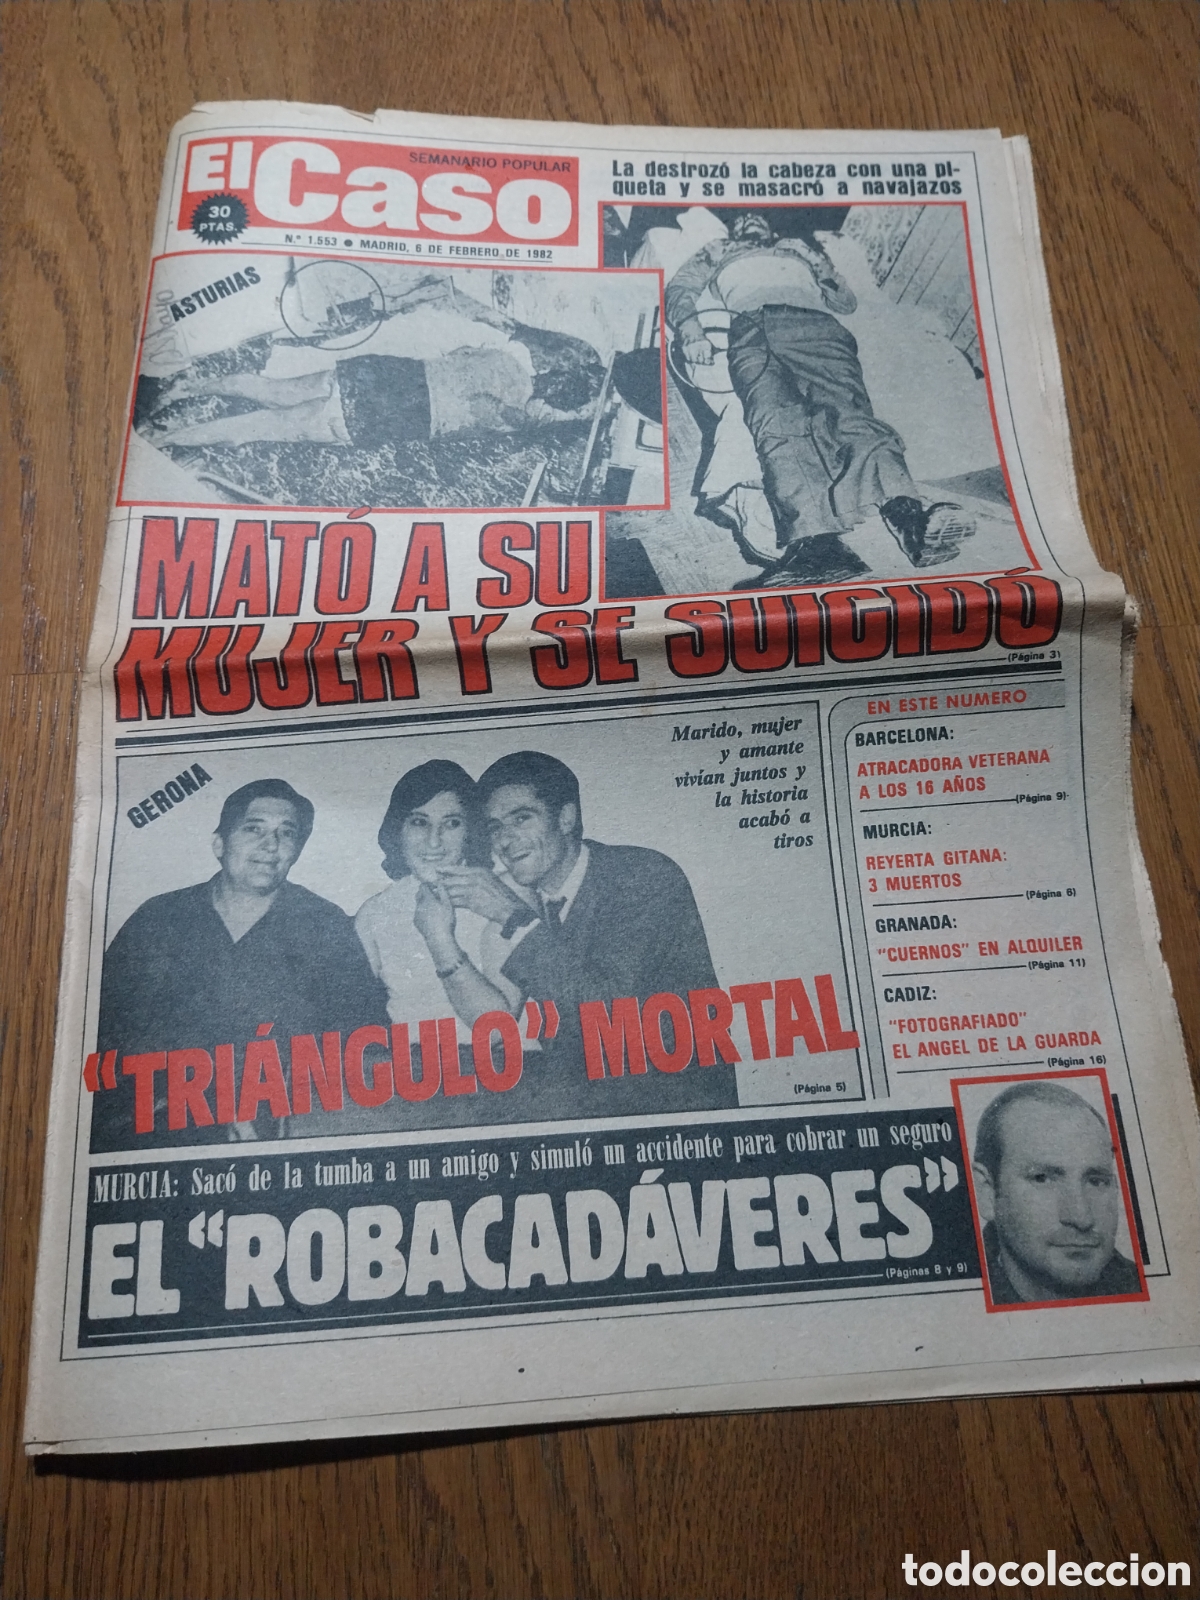 El Caso
SEMANARIO POPULAR
30
PTAS.
N.º 1.553 ● MADRID, 6 DE FEBRERO DE 1982
La destrozó la cabeza con una pi-
queta y se masacró a navajazos
ASTURIAS
MATÓ A SU
MUJER Y SE SUICIDÓ
(Página 3)
GERONA
Marido, mujer
y amante
vivían juntos y
la historia
acabó a
tiros
"TRIÁNGULO" MORTAL
(Página 5)
EN ESTE NUMERO
BARCELONA:
ATRACADORA VETERANA
A LOS 16 AÑOS
(Página 9)
MURCIA:
REYERTA GITANA:
3 MUERTOS
(Página 6)
GRANADA:
"CUERNOS" EN ALQUILER
(Página 11)
CADIZ:
"FOTOGRAFIADO"
EL ANGEL DE LA GUARDA
(Página 16)
MURCIA: Sacó de la tumba a un amigo y simuló un accidente para cobrar un seguro
EL "ROBACADÁVERES"
(Páginas 8 y 9)
todocoleccion